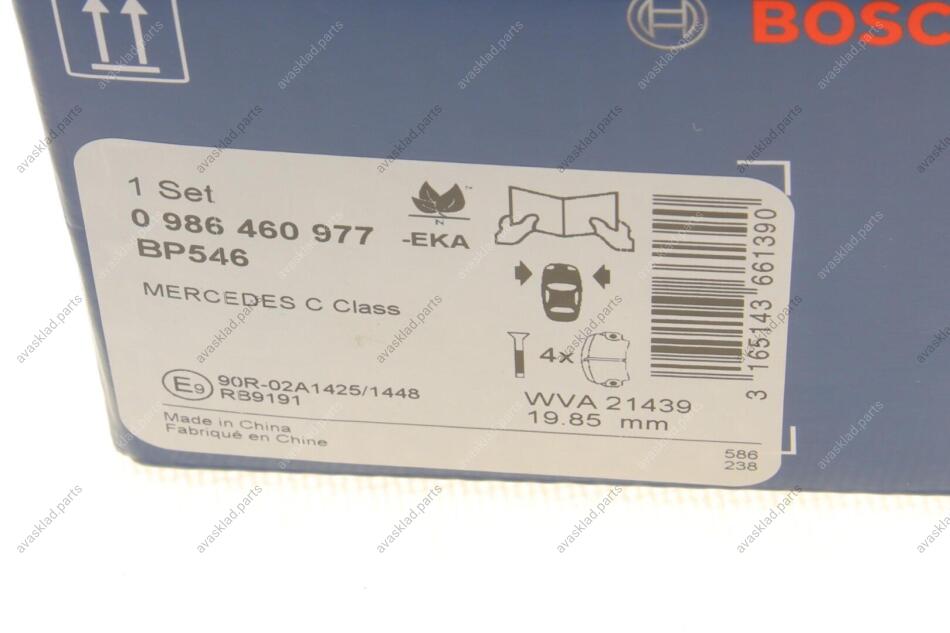 BOSC
1 Set
0 986 460 977
BP546
-EKA
MERCEDES C Class
4x
E9
90R-02A1425/1448
RB9191
WVA 21439
19.85 mm
Made in China
Fabriqué en Chine
586
238
3 165143 661390
avasklad.parts